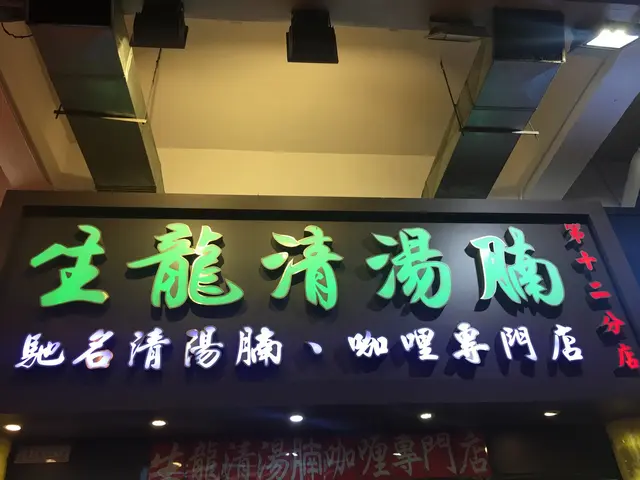 生龍清湯腩
第十二分店
馳名清湯腩、咖哩專門店
生龍清湯腩咖喱專門店